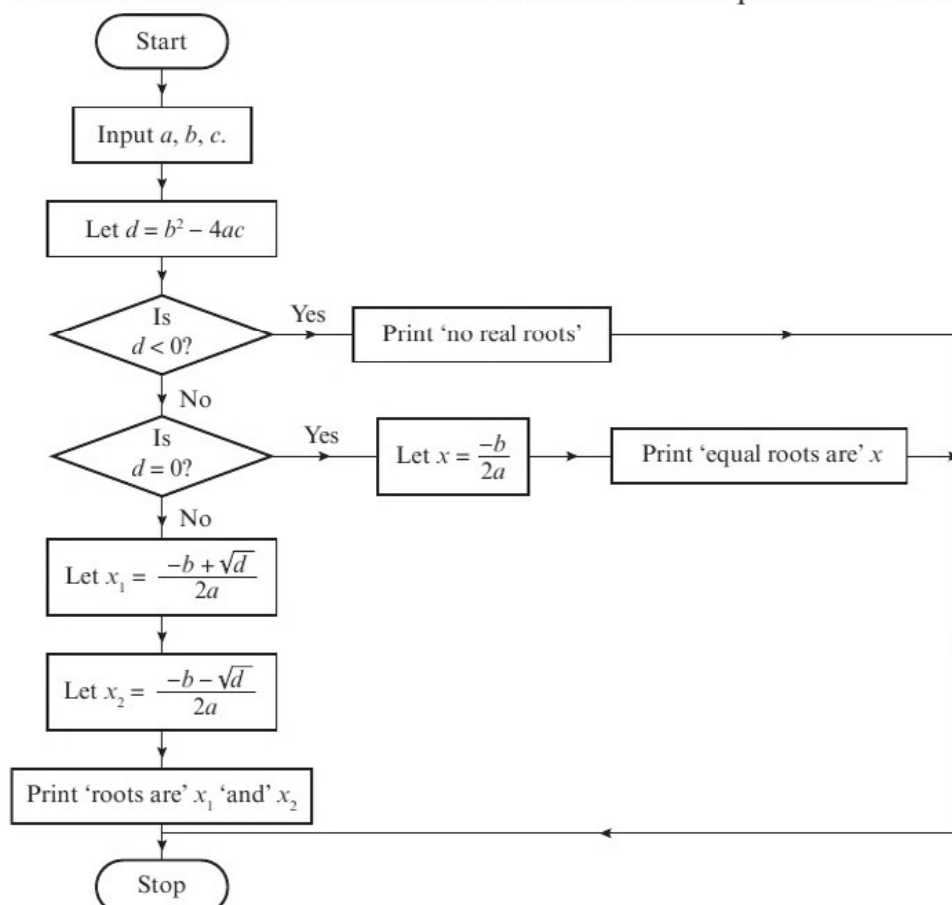 Start
Input a, b, c.
Let d = b² – 4ac
Is
d < 0?
Yes
Print ‘no real roots’
No
Is
d = 0?
Yes
Let x = –b/2a
Print ‘equal roots are’ x
No
Let x₁ = (–b + √d)/2a
Let x₂ = (–b – √d)/2a
Print ‘roots are’ x₁ ‘and’ x₂
Stop